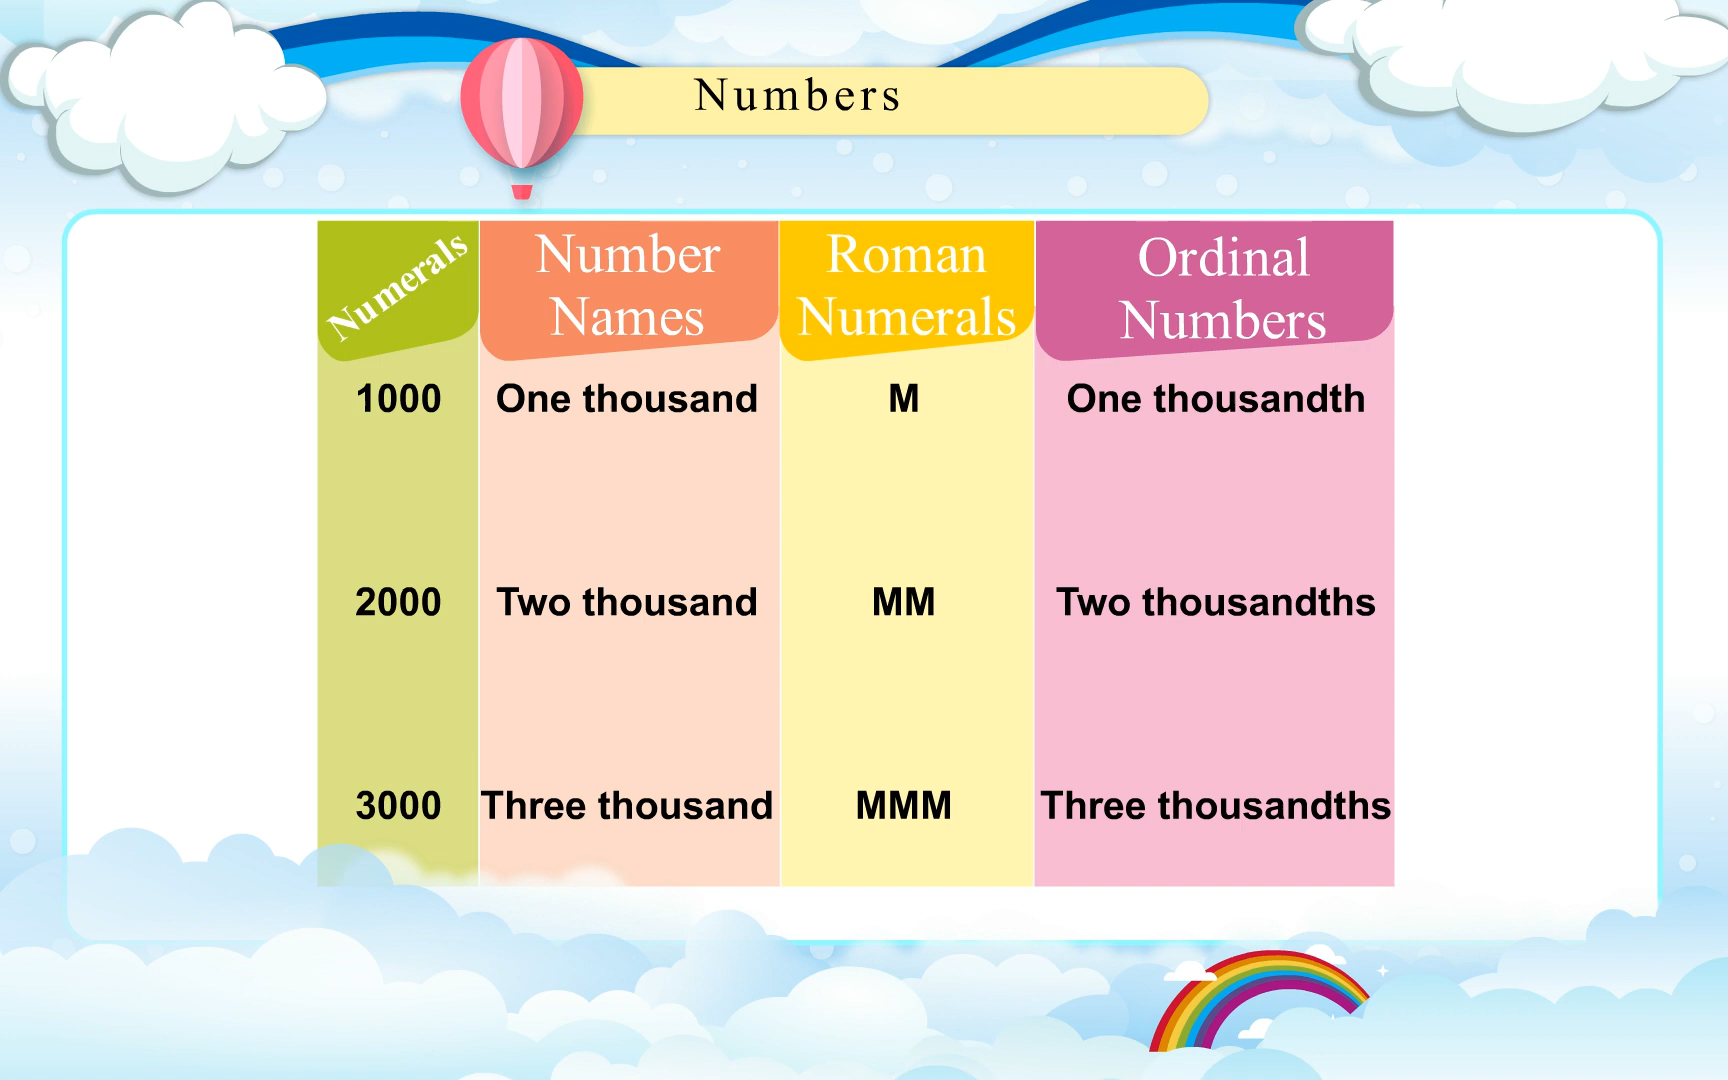 Numbers
Numerals
Number Names
Roman Numerals
Ordinal Numbers
1000 One thousand M One thousandth
2000 Two thousand MM Two thousandths
3000 Three thousand MMM Three thousandths